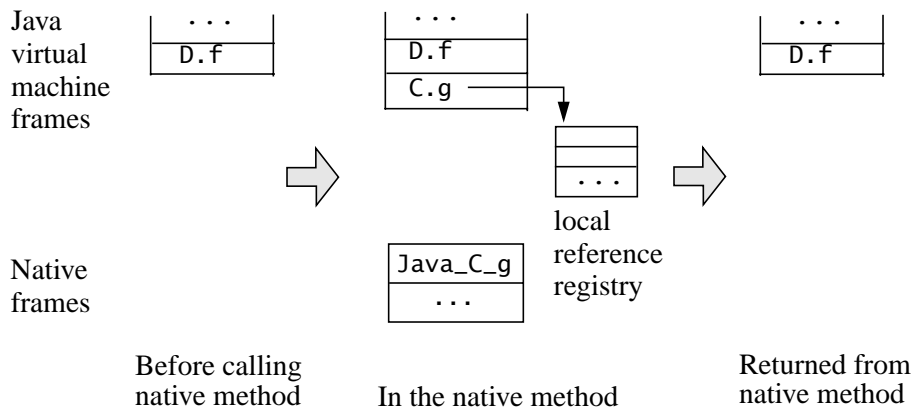 Java
virtual
machine
frames
...
D.f
...
D.f
C.g
...
D.f
...
local
reference
registry
Native
frames
Java_C_g
...
Before calling
native method
In the native method
Returned from
native method